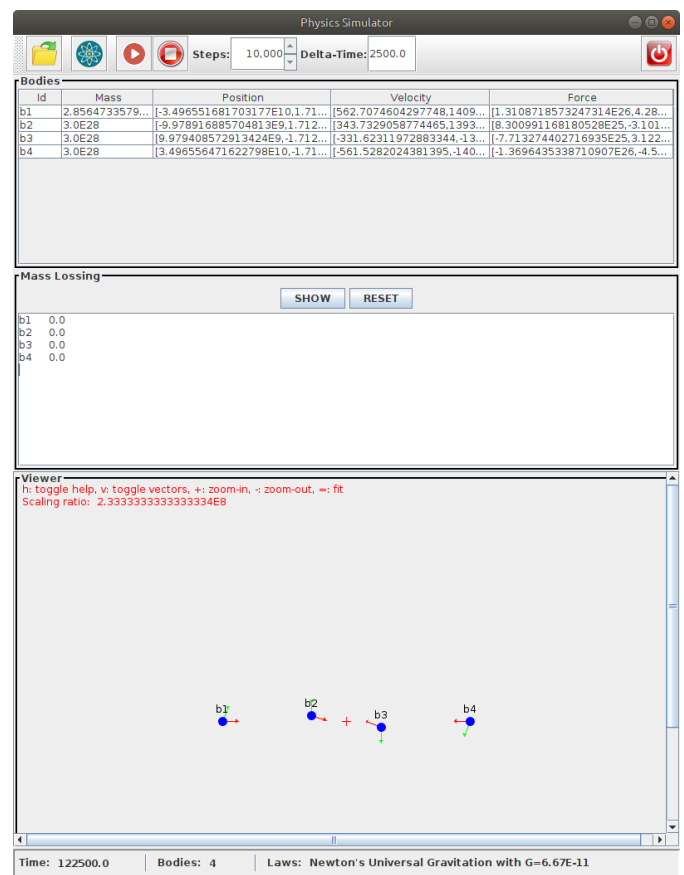 Physics Simulator
Steps: 10,000 Delta-Time: 2500.0
Bodies
Id Mass Position Velocity Force
b1 2.8564733579... [-3.496551681703177E10,1.71... [562.7074604297748,1409... [1.3108718573247314E26,4.28...
b2 3.0E28 [-9.978916885704813E9,1.712... [343.7329058774465,1393... [8.300991168180528E25,-3.101...
b3 3.0E28 [9.979408572913424E9,-1.712... [-331.62311972883344,-13... [-7.713274402716935E25,3.122...
b4 3.0E28 [3.496556471622798E10,-1.71... [-561.5282024381395,-140... [-1.3696435338710907E26,-4.5...
Mass Lossing
SHOW RESET
b1 0.0
b2 0.0
b3 0.0
b4 0.0
Viewer
h: toggle help, v: toggle vectors, +: zoom-in, -: zoom-out, =: fit
Scaling ratio: 2.3333333333333334E8
b1 b2 b3 b4
Time: 122500.0 Bodies: 4 Laws: Newton's Universal Gravitation with G=6.67E-11